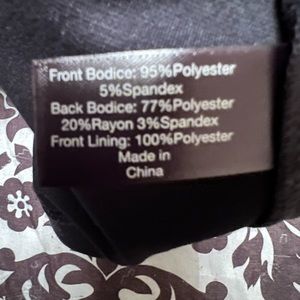 Front Bodice: 95%Polyester
5%Spandex
Back Bodice: 77%Polyester
20%Rayon 3%Spandex
Front Lining: 100%Polyester
Made in
China